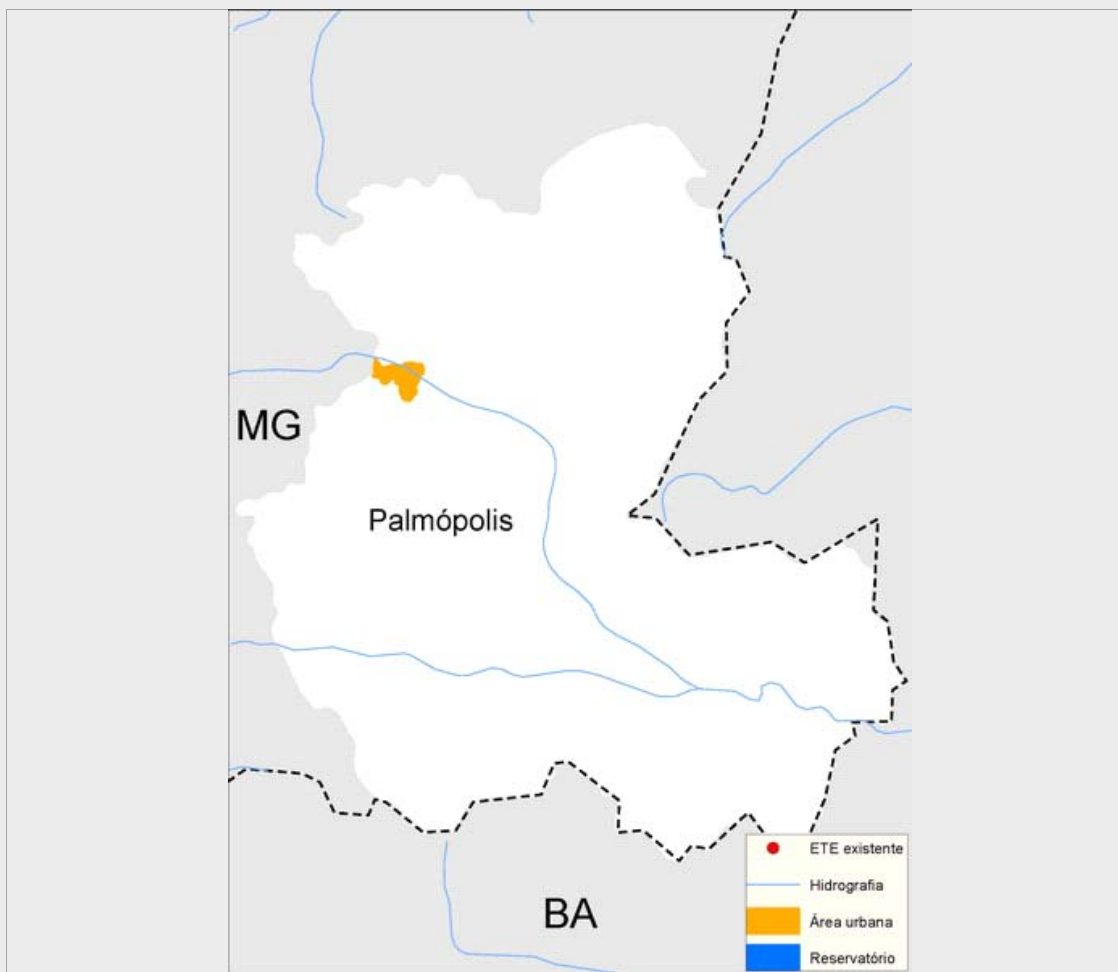 MG
Palmópolis
BA
ETE existente
Hidrografia
Área urbana
Reservatório